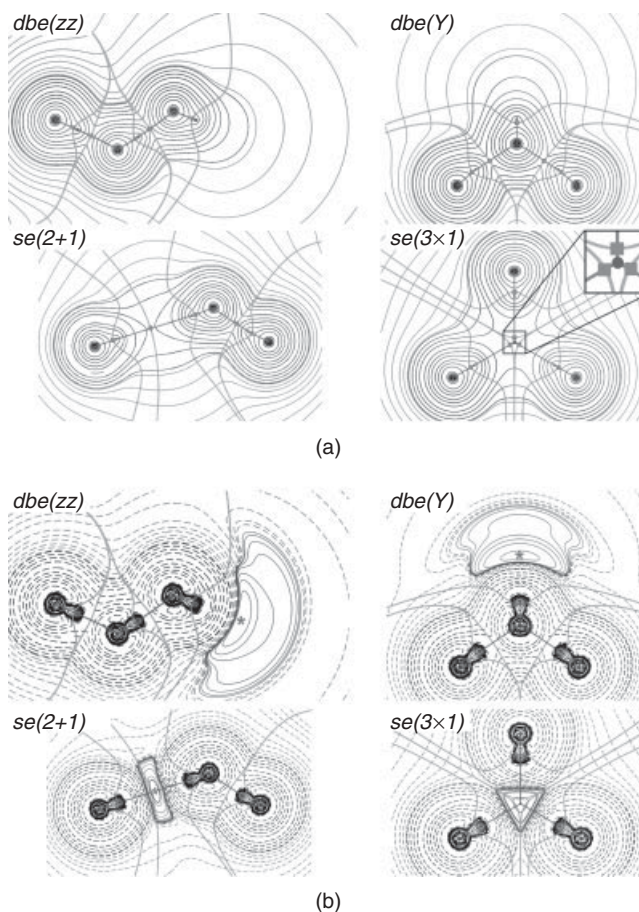 dbe(zz)
dbe(Y)
se(2+1)
se(3×1)
(a)
dbe(zz)
dbe(Y)
se(2+1)
se(3×1)
(b)